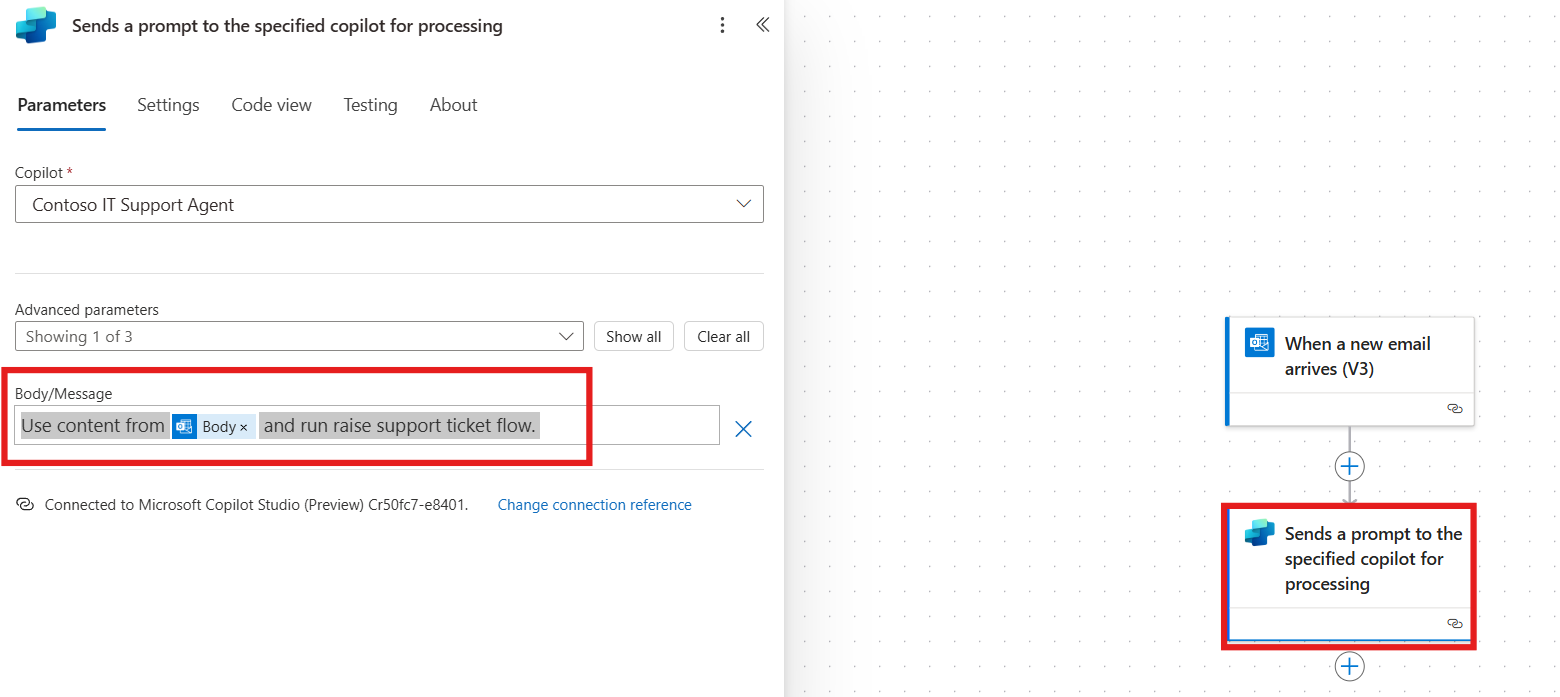 Sends a prompt to the specified copilot for processing
Parameters Settings Code view Testing About
Copilot *
Contoso IT Support Agent
Advanced parameters
Showing 1 of 3 Show all Clear all
Body/Message
Use content from Body × and run raise support ticket flow.
Connected to Microsoft Copilot Studio (Preview) Cr50fc7-e8401. Change connection reference
When a new email
arrives (V3)
Sends a prompt to the
specified copilot for
processing